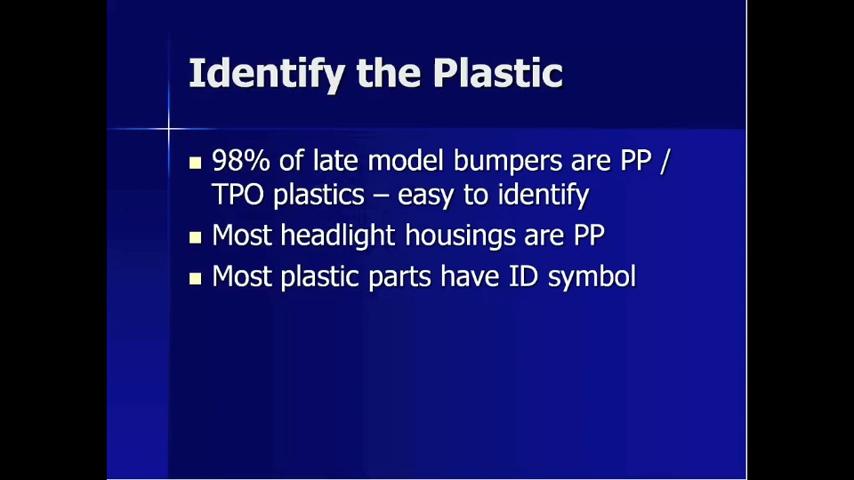 Identify the Plastic
98% of late model bumpers are PP /
TPO plastics – easy to identify
Most headlight housings are PP
Most plastic parts have ID symbol